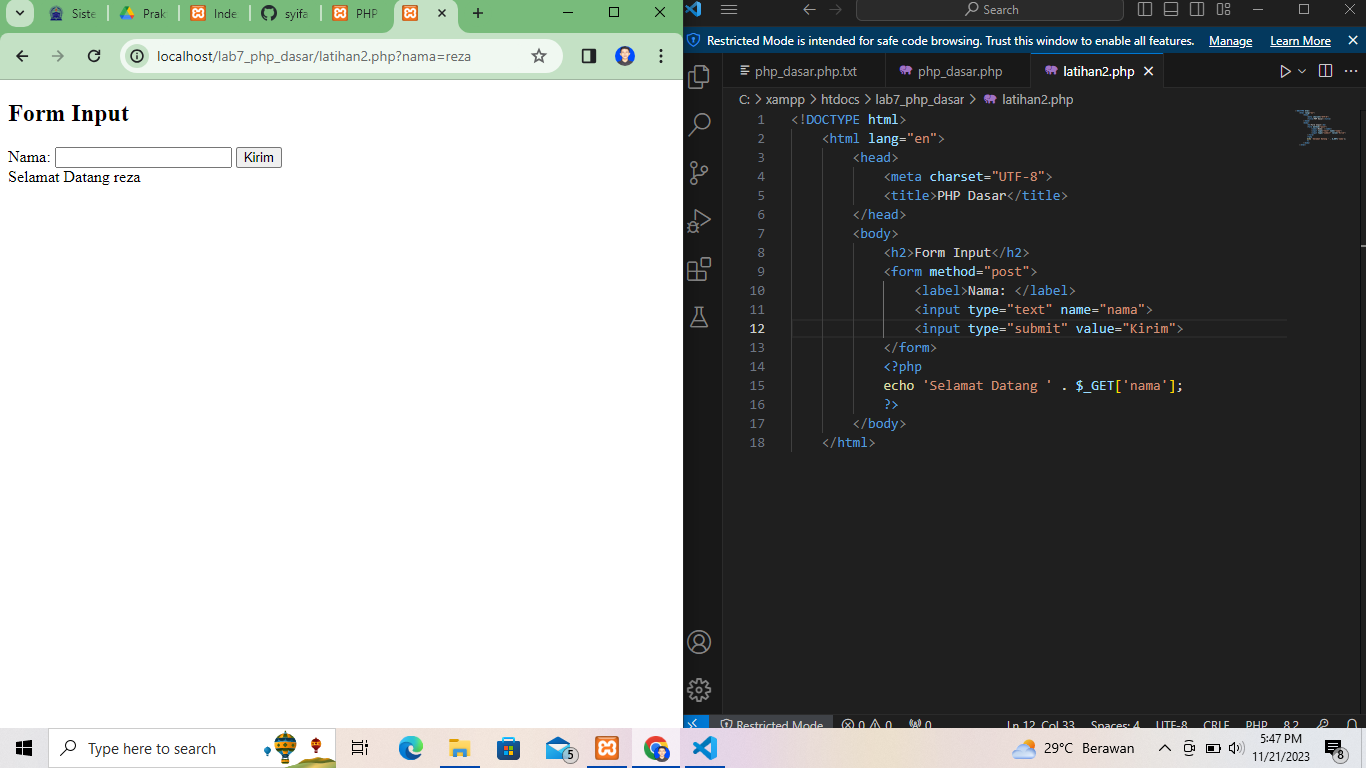 Siste
Prak
Inde
syifa
PHP
localhost/lab7_php_dasar/latihan2.php?nama=reza
Form Input
Nama:
Kirim
Selamat Datang reza
Search
Restricted Mode is intended for safe code browsing. Trust this window to enable all features. Manage Learn More
php_dasar.php.txt
php_dasar.php
latihan2.php
C: > xampp > htdocs > lab7_php_dasar > latihan2.php
1 <!DOCTYPE html>
2 <html lang="en">
3 <head>
4 <meta charset="UTF-8">
5 <title>PHP Dasar</title>
6 </head>
7 <body>
8 <h2>Form Input</h2>
9 <form method="post">
10 <label>Nama: </label>
11 <input type="text" name="nama">
12 <input type="submit" value="Kirim">
13 </form>
14 <?php
15 echo 'Selamat Datang ' . $_GET['nama'];
16 ?>
17 </body>
18 </html>
Restricted Mode 0 0 0 Ln 12, Col 33 Spaces: 4 UTF-8 CRLF PHP 8.2
Type here to search
5
29°C Berawan
5:47 PM
11/21/2023
8